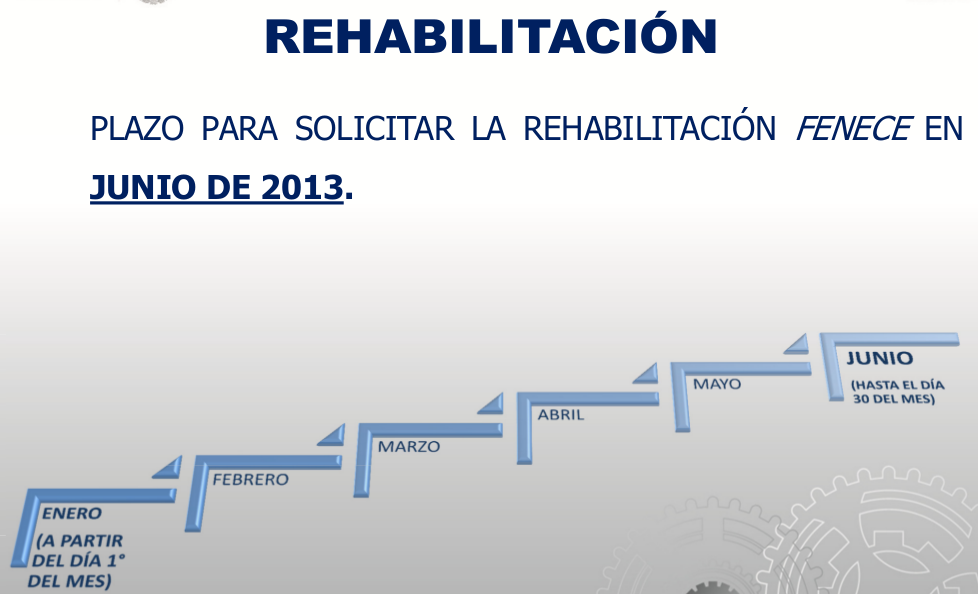 REHABILITACIÓN
PLAZO PARA SOLICITAR LA REHABILITACIÓN FENECE EN
JUNIO DE 2013.
ENERO
(A PARTIR
DEL DÍA 1°
DEL MES)
FEBRERO
MARZO
ABRIL
MAYO
JUNIO
(HASTA EL DÍA
30 DEL MES)